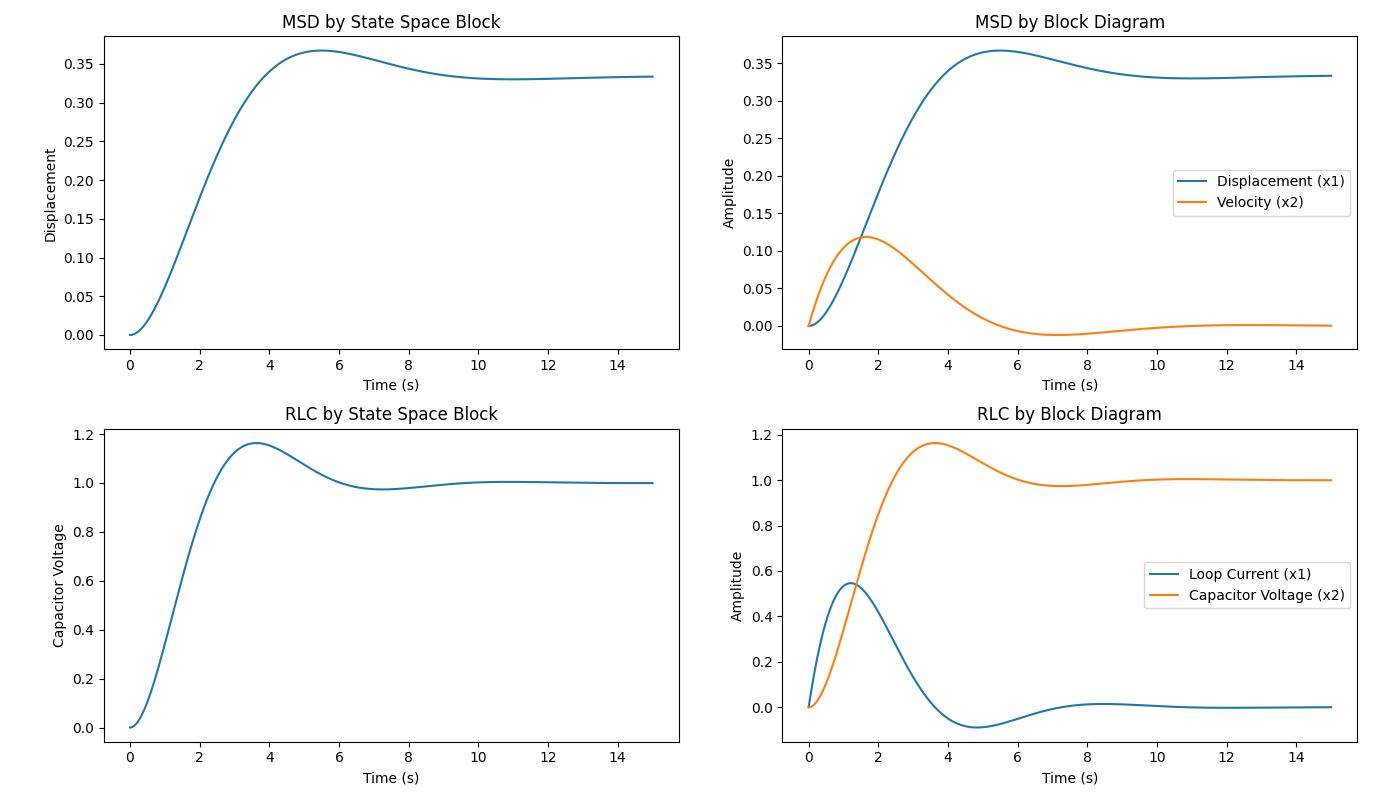 MSD by State Space Block
Displacement
0.35
0.30
0.25
0.20
0.15
0.10
0.05
0.00
0 2 4 6 8 10 12 14
Time (s)
MSD by Block Diagram
Amplitude
0.35
0.30
0.25
0.20
0.15
0.10
0.05
0.00
Displacement (x1)
Velocity (x2)
0 2 4 6 8 10 12 14
Time (s)
RLC by State Space Block
Capacitor Voltage
1.2
1.0
0.8
0.6
0.4
0.2
0.0
0 2 4 6 8 10 12 14
Time (s)
RLC by Block Diagram
Amplitude
1.2
1.0
0.8
0.6
0.4
0.2
0.0
Loop Current (x1)
Capacitor Voltage (x2)
0 2 4 6 8 10 12 14
Time (s)